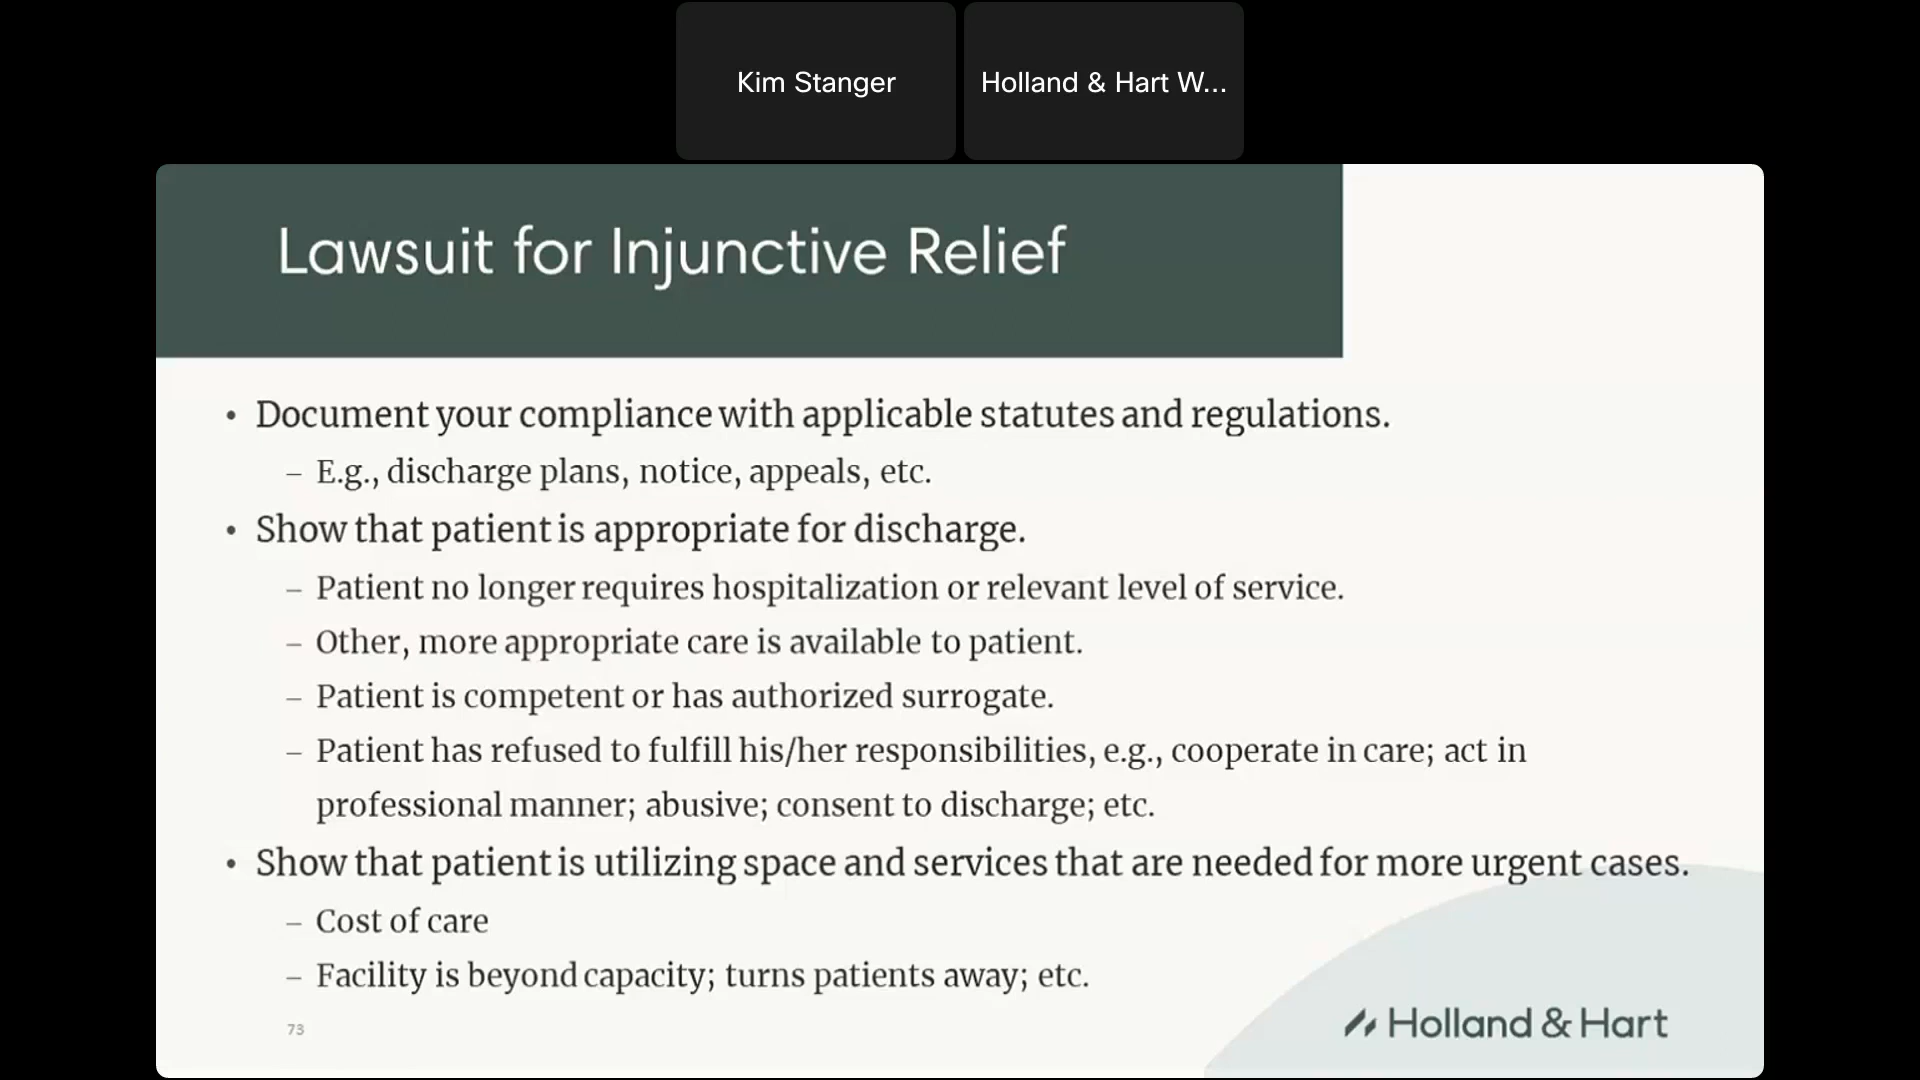 Kim Stanger
Holland & Hart W...
Lawsuit for Injunctive Relief
• Document your compliance with applicable statutes and regulations.
– E.g., discharge plans, notice, appeals, etc.
• Show that patient is appropriate for discharge.
– Patient no longer requires hospitalization or relevant level of service.
– Other, more appropriate care is available to patient.
– Patient is competent or has authorized surrogate.
– Patient has refused to fulfill his/her responsibilities, e.g., cooperate in care; act in
professional manner; abusive; consent to discharge; etc.
• Show that patient is utilizing space and services that are needed for more urgent cases.
– Cost of care
– Facility is beyond capacity; turns patients away; etc.
73
Holland & Hart